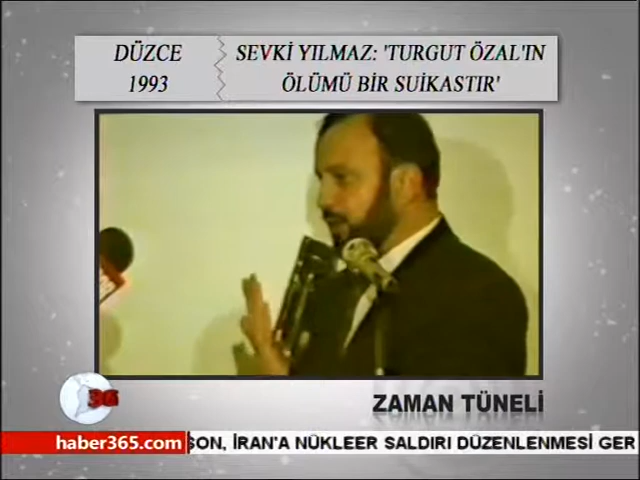 DÜZCE
1993
SEVKİ YILMAZ: 'TURGUT ÖZAL'IN
ÖLÜMÜ BİR SUİKASTIR'
36
ZAMAN TÜNELİ
haber365.com
SON, İRAN'A NÜKLEER SALDIRI DÜZENLENMESİ GER